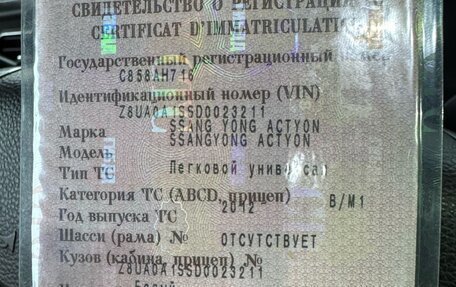 СВИДЕТЕЛЬСТВО О РЕГИСТРАЦИИ
CERTIFICAT D'IMMATRICULATION
Государственный регистрационный номер
С858АН716
Идентификационный номер (VIN)
Z8UA0A1SSD0023211
Марка SSANG YONG ACTYON
Модель SSANGYONG ACTYON
Тип ТС Легковой универсал
Категория ТС (ABCD, прицеп) B/M1
Год выпуска ТС 2012
Шасси (рама) № ОТСУТСТВУЕТ
Кузов (кабина, прицеп) №
Z8UA0A1SSD0023211